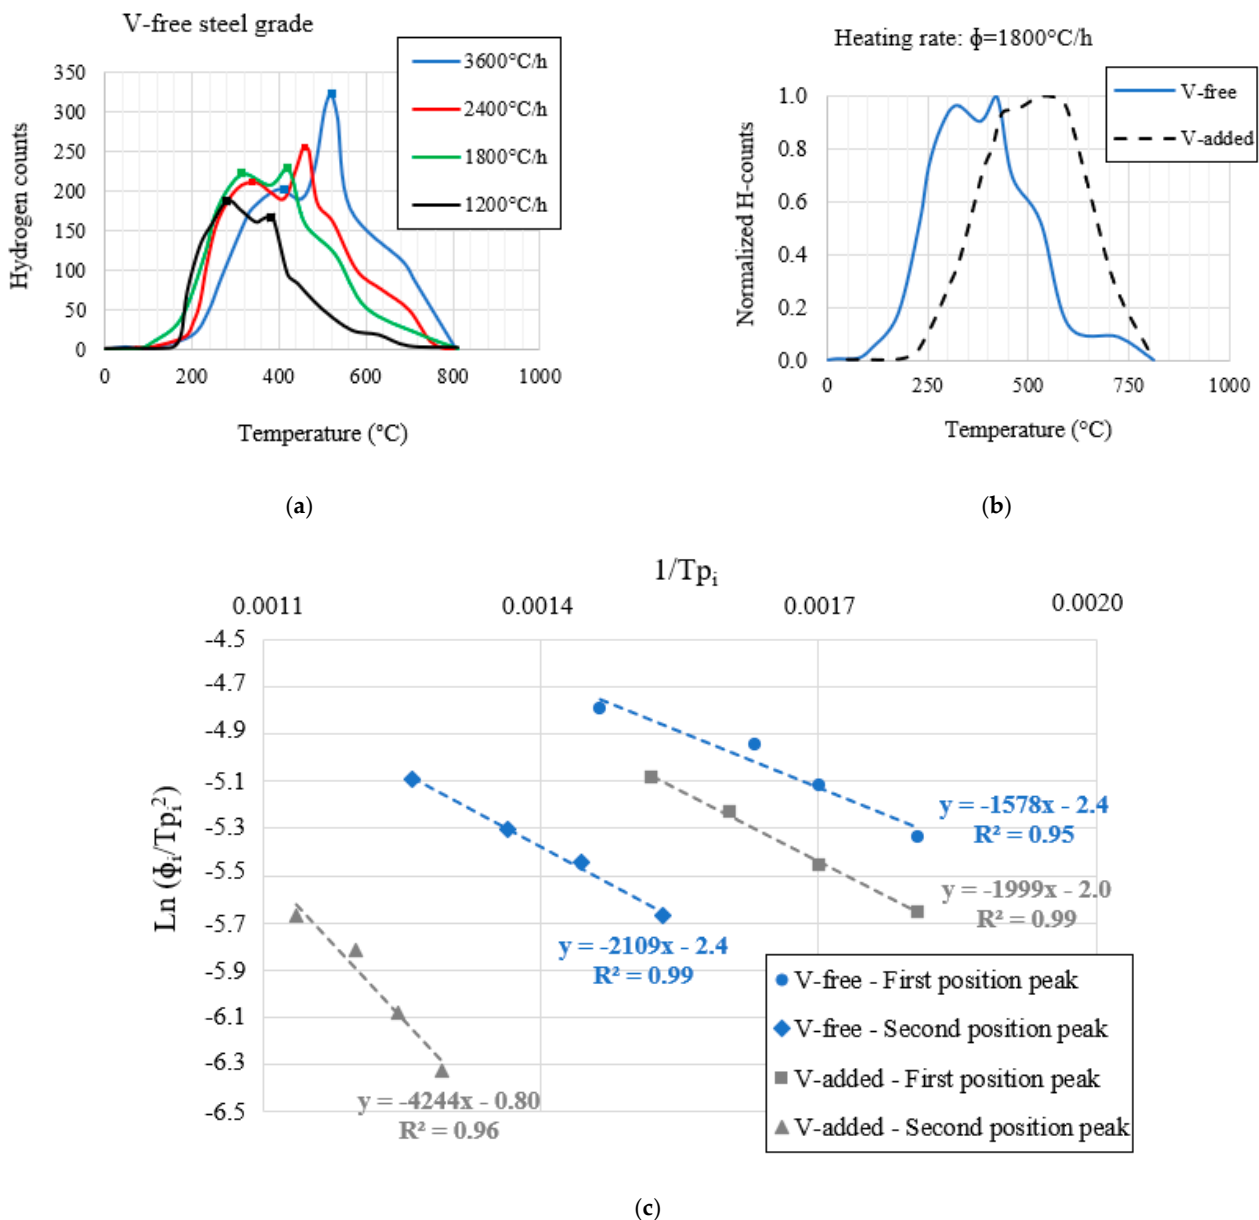 V-free steel grade
350
300
250
200
150
100
50
0
Hydrogen counts
0 200 400 600 800 1000
Temperature (°C)
3600°C/h
2400°C/h
1800°C/h
1200°C/h
(a)
Heating rate: ϕ=1800°C/h
1.0
0.8
0.6
0.4
0.2
0.0
Normalized H-counts
0 250 500 750 1000
Temperature (°C)
V-free
V-added
(b)
1/Tpᵢ
0.0011 0.0014 0.0017 0.0020
-4.5
-4.7
-4.9
-5.1
-5.3
-5.5
-5.7
-5.9
-6.1
-6.3
-6.5
Ln (ϕᵢ/Tpᵢ²)
y = -1578x - 2.4
R² = 0.95
y = -1999x - 2.0
R² = 0.99
y = -2109x - 2.4
R² = 0.99
y = -4244x - 0.80
R² = 0.96
V-free - First position peak
V-free - Second position peak
V-added - First position peak
V-added - Second position peak
(c)